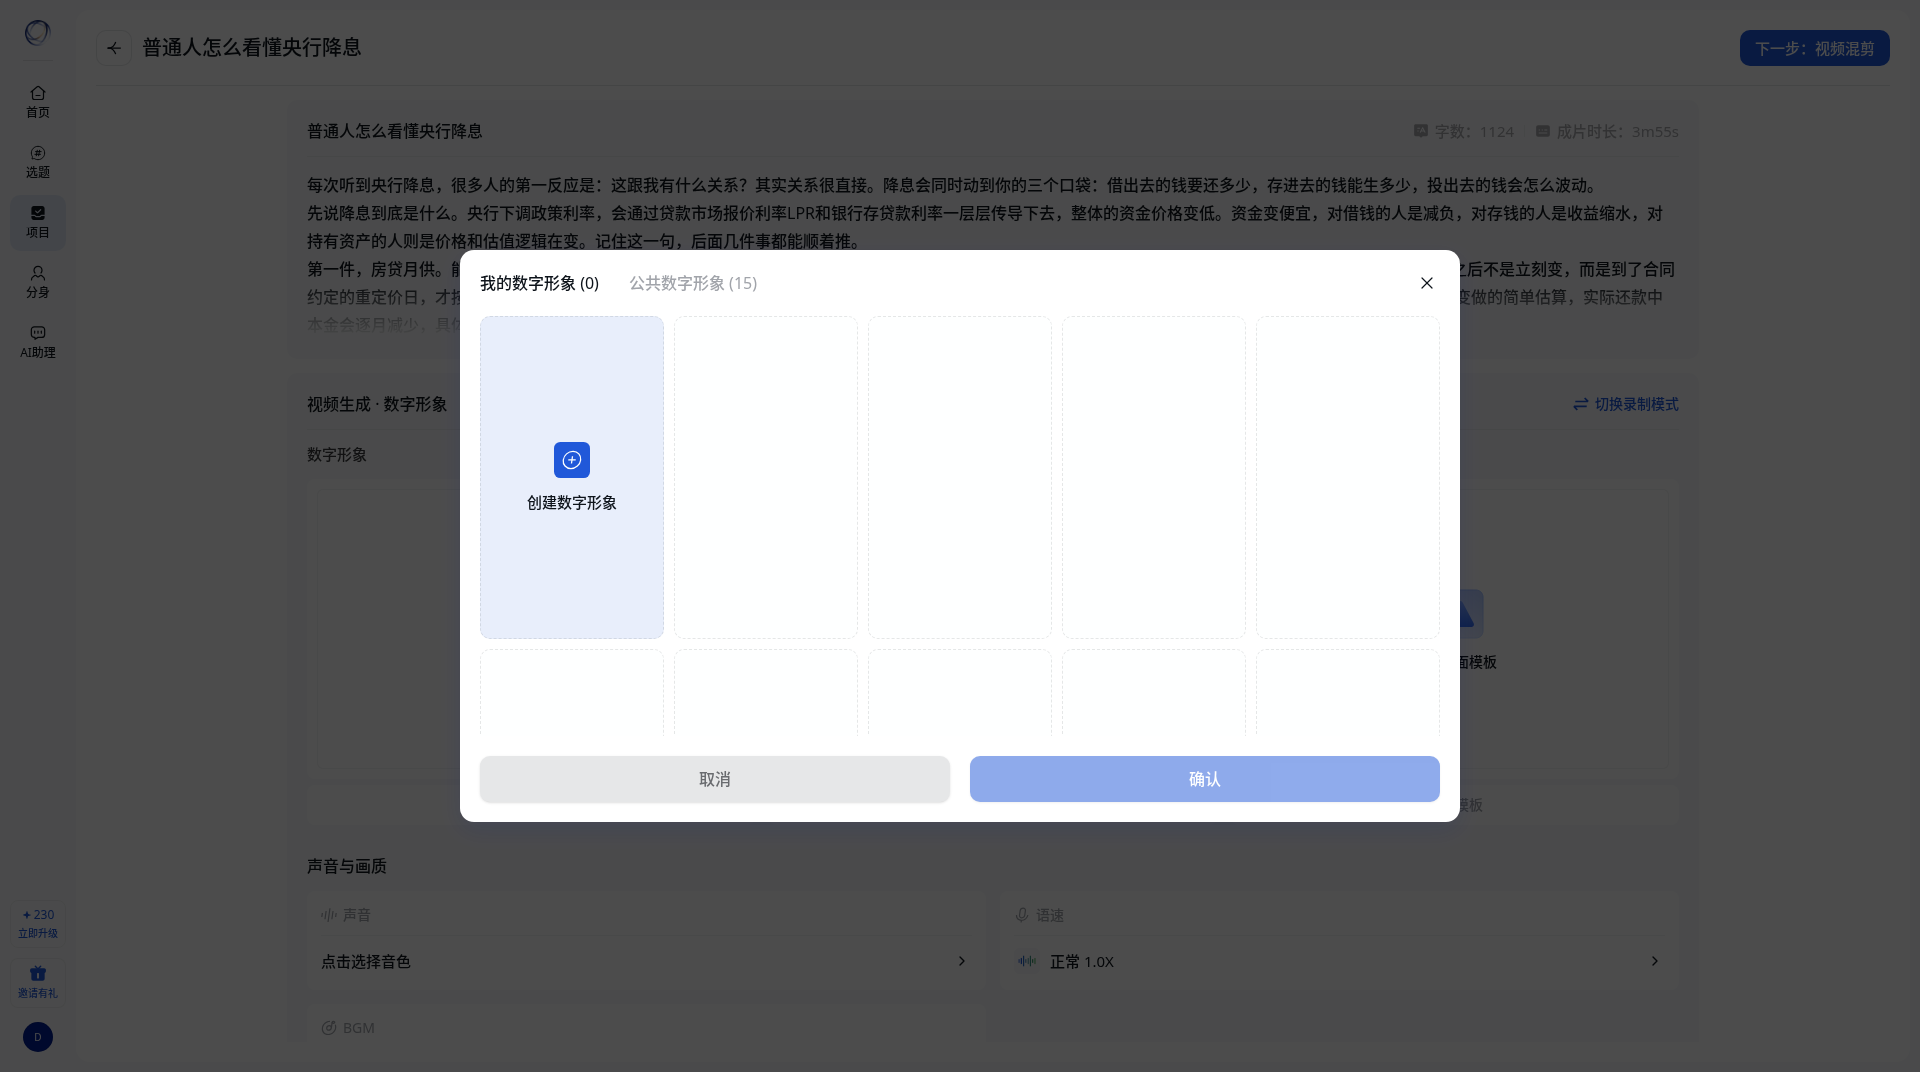 普通人怎么看懂央行降息
下一步：视频混剪
首页
选题
项目
分身
AI助理
230
立即升级
邀请有礼
D
普通人怎么看懂央行降息
字数：1124
成片时长：3m55s
每次听到央行降息，很多人的第一反应是：这跟我有什么关系？其实关系很直接。降息会同时动到你的三个口袋：借出去的钱要还多少，存进去的钱能生多少，投出去的钱会怎么波动。
先说降息到底是什么。央行下调政策利率，会通过贷款市场报价利率LPR和银行存贷款利率一层层传导下去，整体的资金价格变低。资金变便宜，对借钱的人是减负，对存钱的人是收益缩水，对
持有资产的人则是价格和估值逻辑在变。记住这一句，后面几件事都能顺着推。
第一件，房贷月供。
之后不是立刻变，而是到了合同
约定的重定价日，才
变做的简单估算，实际还款中
本金会逐月减少，具
视频生成 · 数字形象
切换录制模式
数字形象
面模板
模板
我的数字形象 (0)
公共数字形象 (15)
创建数字形象
取消
确认
声音与画质
声音
点击选择音色
语速
正常 1.0X
BGM